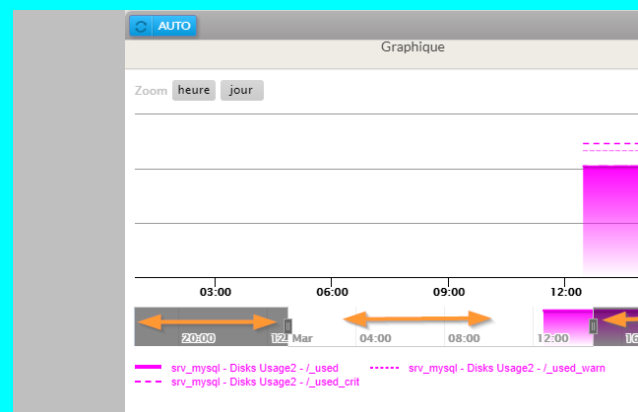 AUTO
Graphique
Zoom heure jour
03:00 06:00 09:00 12:00
20:00 12. Mar 04:00 08:00 12:00 16
srv_mysql - Disks Usage2 - /_used srv_mysql - Disks Usage2 - /_used_warn
srv_mysql - Disks Usage2 - /_used_crit